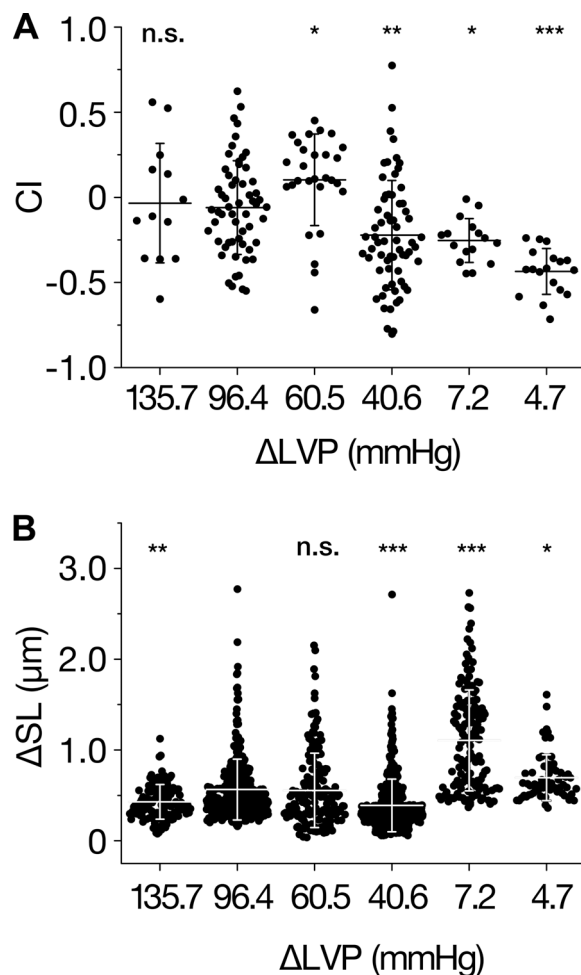 A
n.s. * ** * ***
1.0
0.5
0
-0.5
-1.0
CI
135.7 96.4 60.5 40.6 7.2 4.7
ΔLVP (mmHg)
B
** n.s. *** *** *
3.0
2.0
1.0
0
ΔSL (μm)
135.7 96.4 60.5 40.6 7.2 4.7
ΔLVP (mmHg)